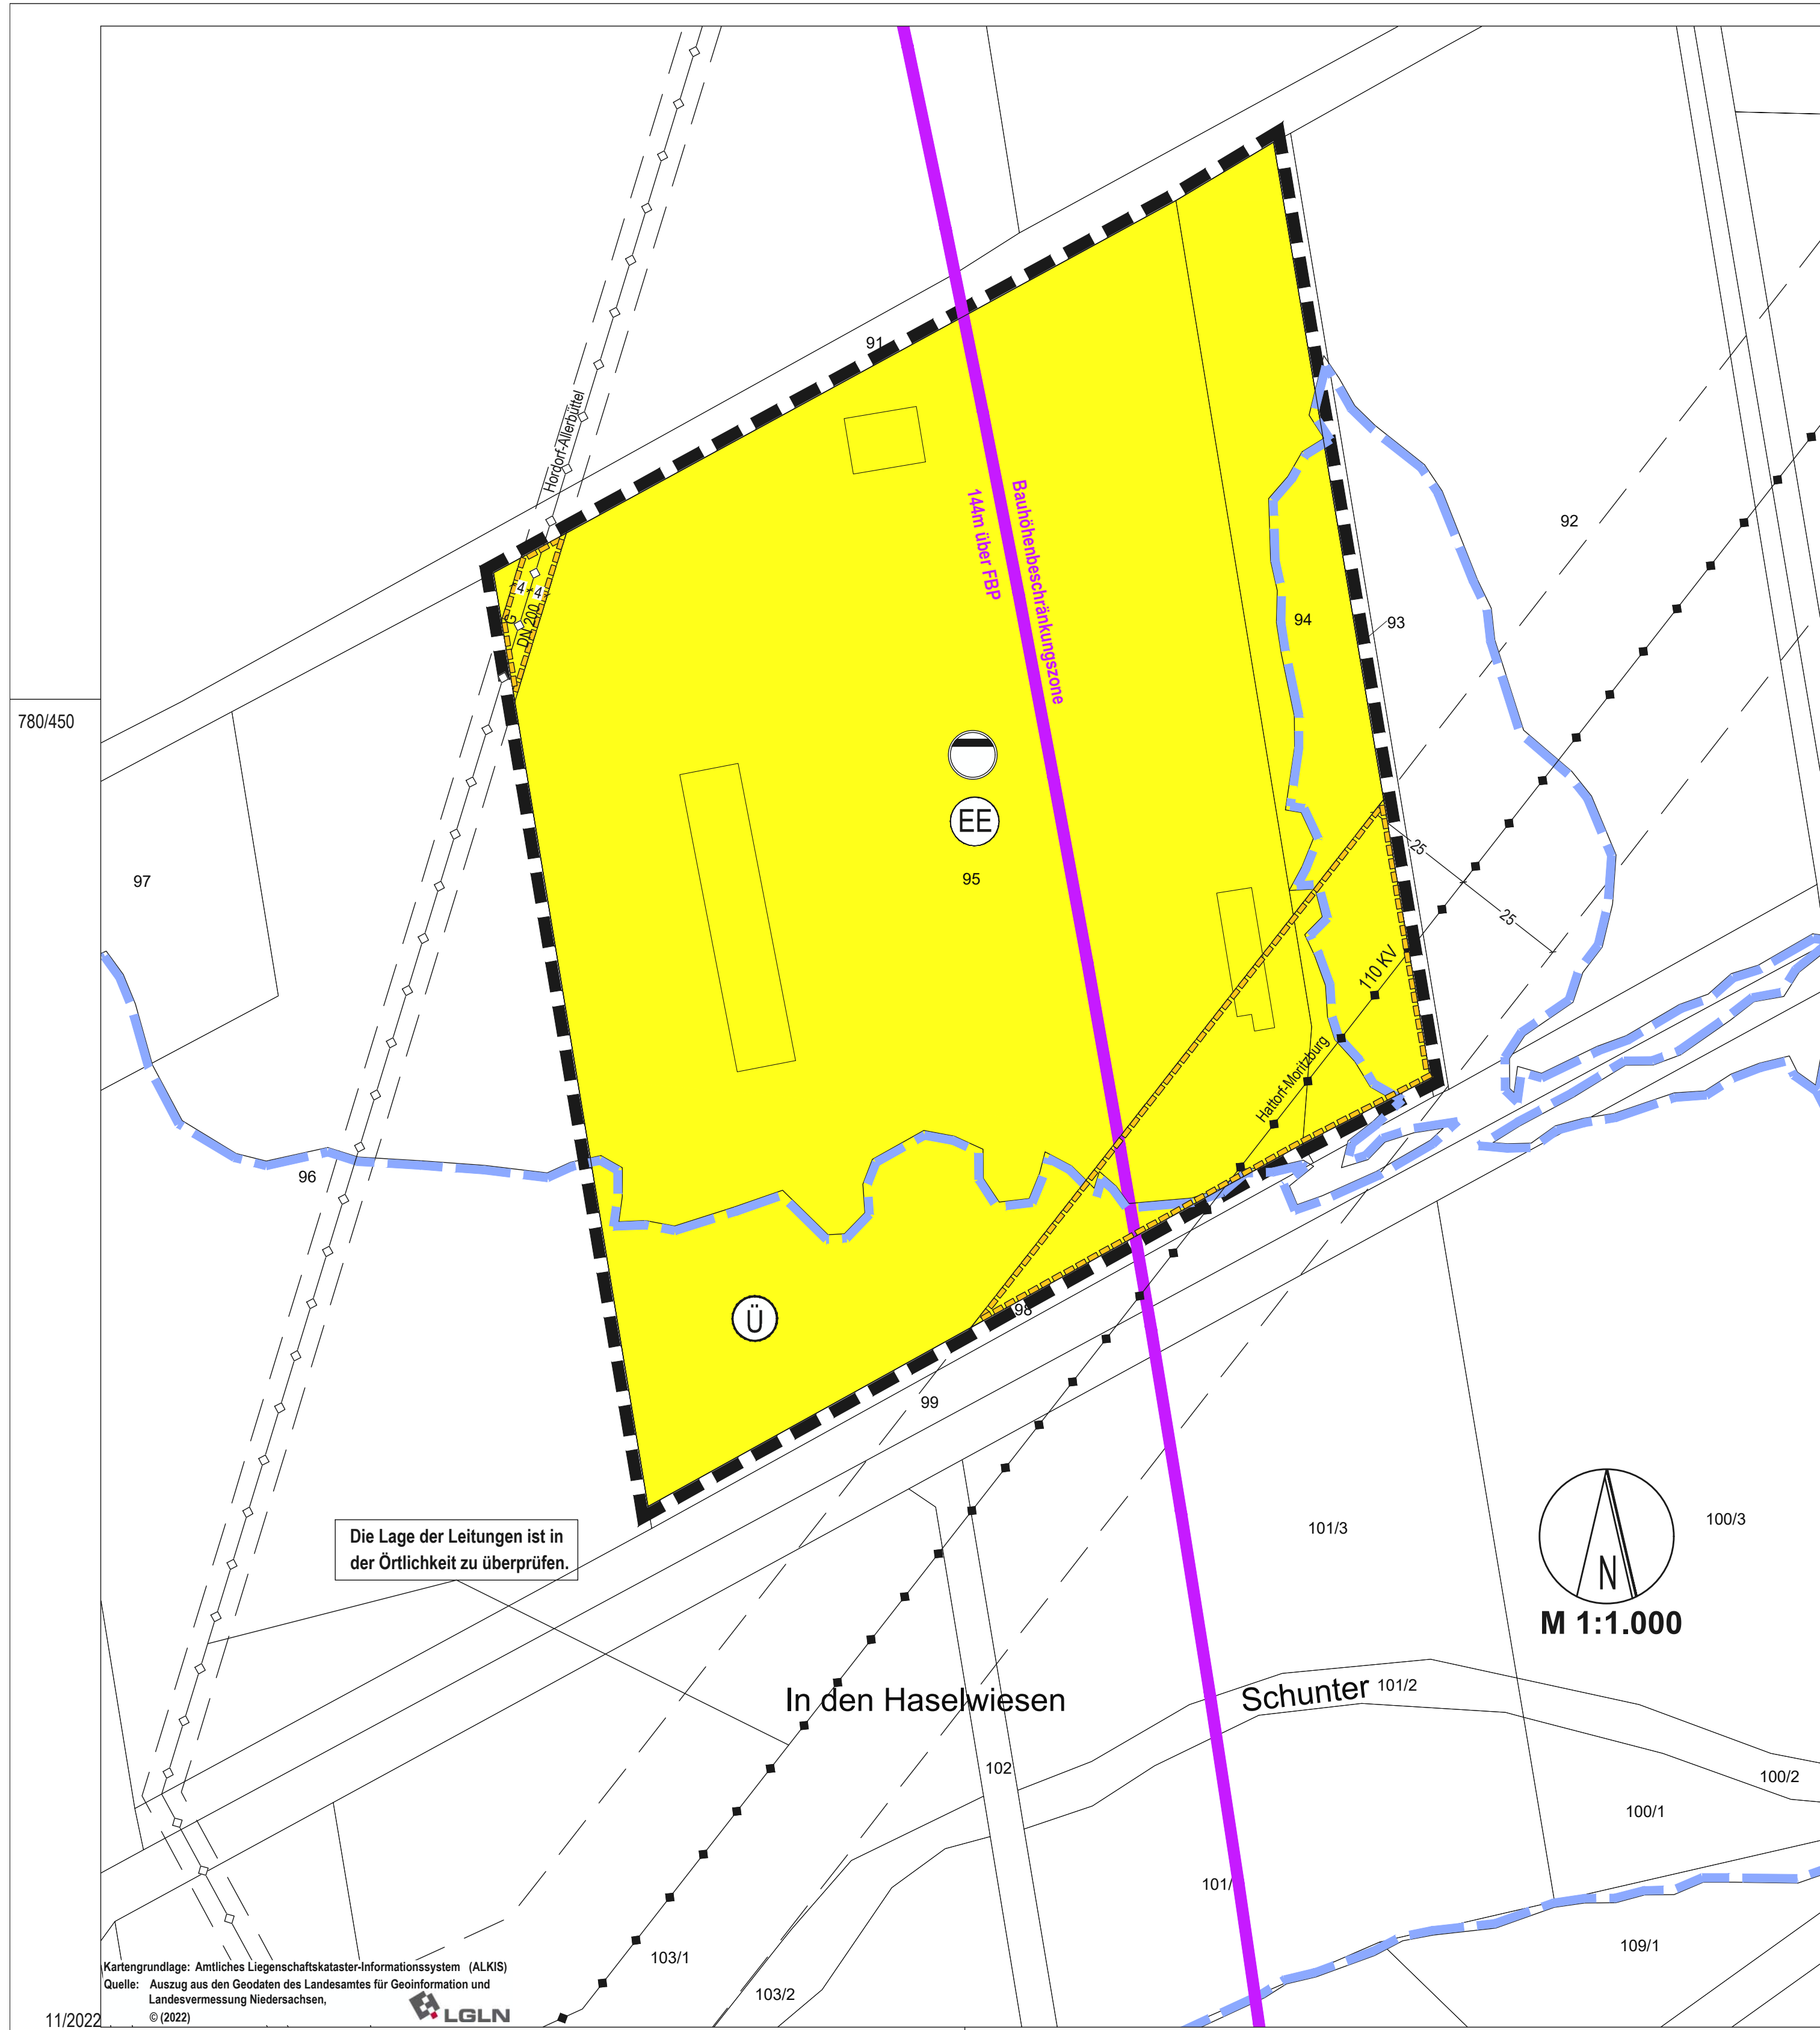 91
Hordorf-Allerbüttel
Bauhöhenbeschränkungszone
144m über FBP
92
4
4
G
DN 200
94
93
780/450
EE
95
25
25
97
110 KV
Hattorf-Moritzburg
96
Ü
98
99
Die Lage der Leitungen ist in
der Örtlichkeit zu überprüfen.
101/3
100/3
N
M 1:1.000
In den Haselwiesen
Schunter
101/2
102
100/2
100/1
101/
109/1
103/1
103/2
Kartengrundlage: Amtliches Liegenschaftskataster-Informationssystem (ALKIS)
Quelle: Auszug aus den Geodaten des Landesamtes für Geoinformation und
Landesvermessung Niedersachsen,
© (2022)
LGLN
11/2022